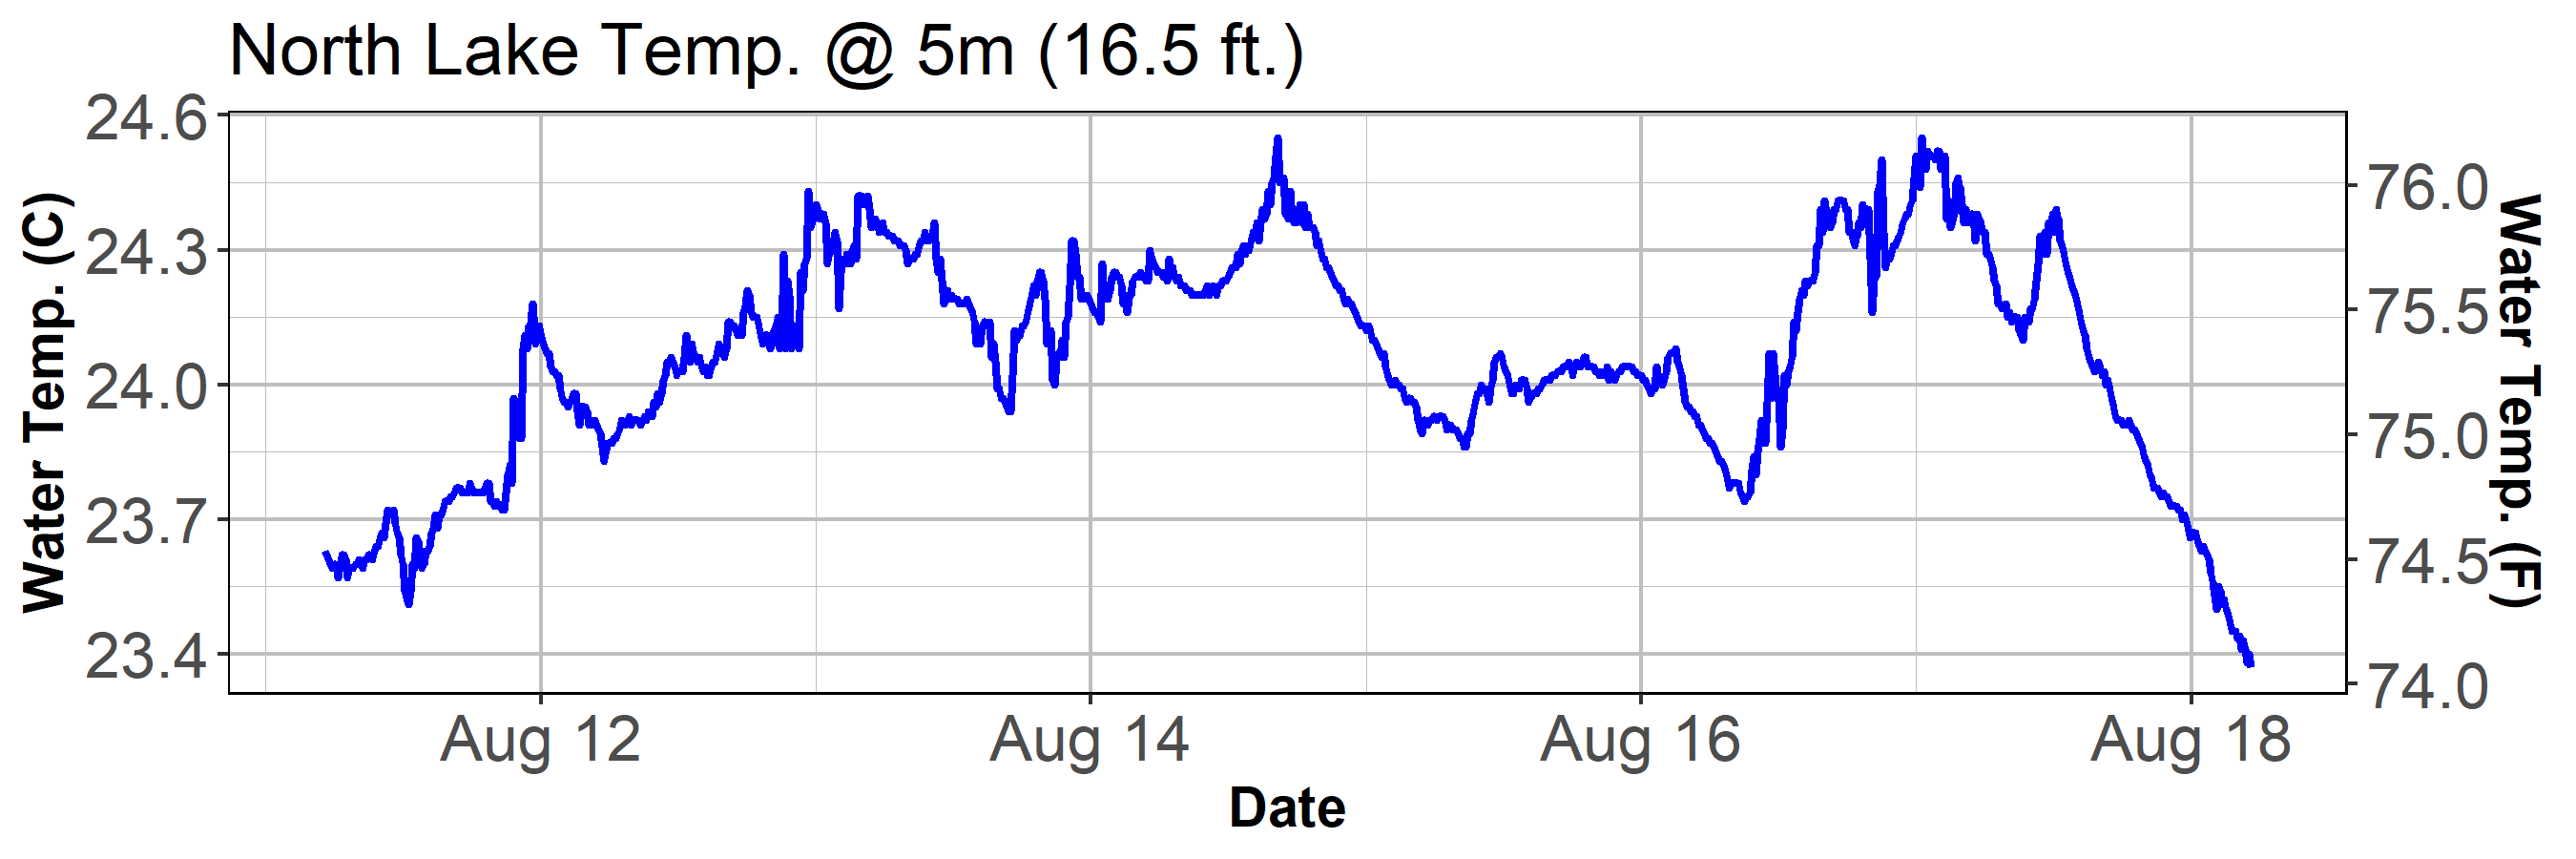 North Lake Temp. @ 5m (16.5 ft.)
Water Temp. (C)
24.6
24.3
24.0
23.7
23.4
76.0
75.5
75.0
74.5
74.0
Water Temp. (F)
Aug 12
Aug 14
Aug 16
Aug 18
Date